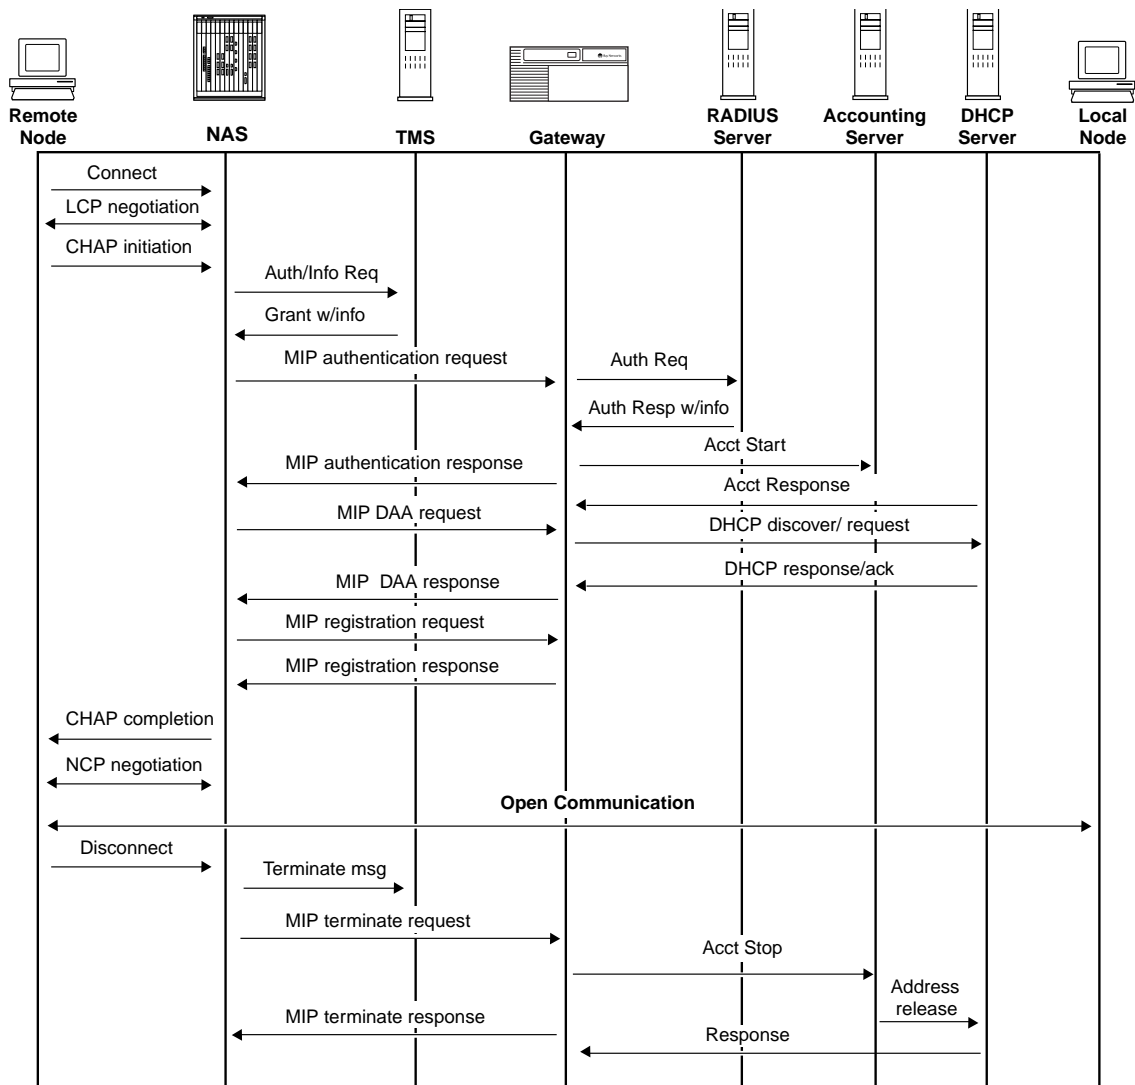 Remote
Node
NAS
TMS
Gateway
RADIUS
Server
Accounting
Server
DHCP
Server
Local
Node
Connect
LCP negotiation
CHAP initiation
Auth/Info Req
Grant w/info
MIP authentication request
Auth Req
Auth Resp w/info
Acct Start
MIP authentication response
Acct Response
MIP DAA request
DHCP discover/ request
DHCP response/ack
MIP DAA response
MIP registration request
MIP registration response
CHAP completion
NCP negotiation
Open Communication
Disconnect
Terminate msg
MIP terminate request
Acct Stop
Address
release
MIP terminate response
Response